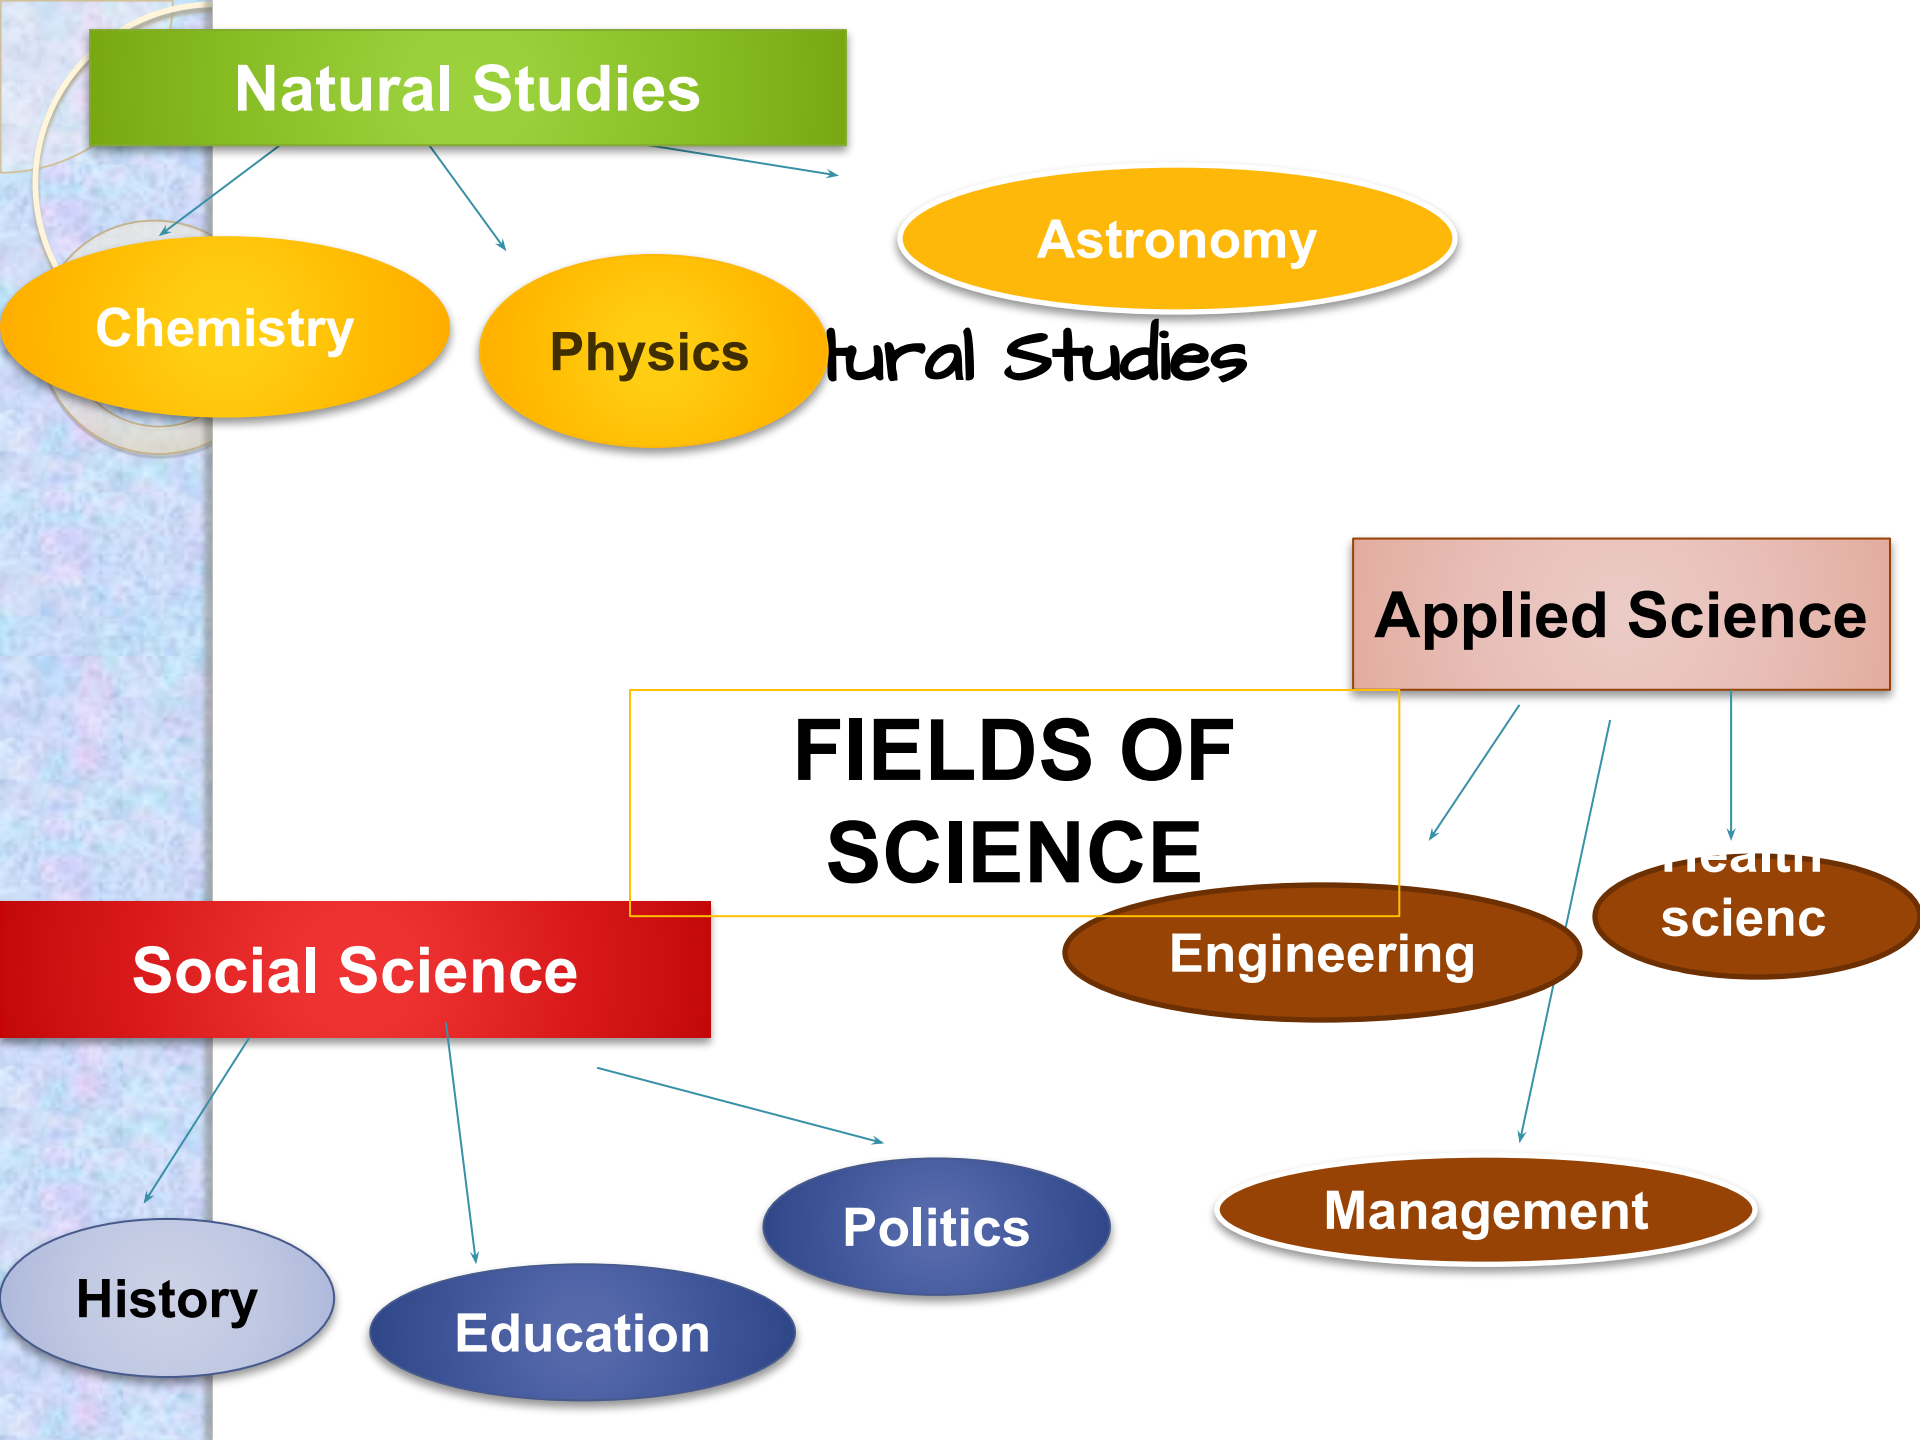 Natural Studies
Astronomy
Chemistry
Physics
tural Studies
Applied Science
FIELDS OF
SCIENCE
Health
scienc
Engineering
Social Science
Management
Politics
History
Education